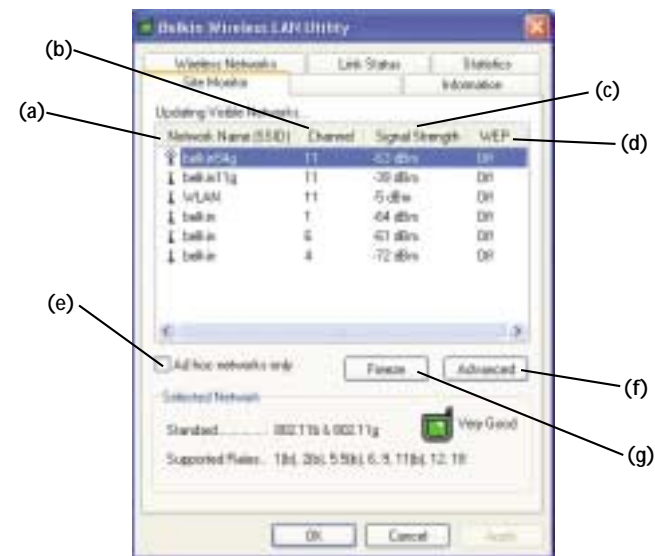 Belkin Wireless LAN Utility
(b)
Wireless Networks Link Status Statistics
Site Monitor Information
(c)
(a)
Updating Visible Networks...
Network Name (SSID) Channel Signal Strength WEP
(d)
belkin54g 11 -63 dBm Off
belkin11g 11 -39 dBm Off
WLAN 11 -5 dBm Off
belkin 1 -64 dBm Off
belkin 6 -61 dBm Off
belkin 4 -72 dBm Off
(e)
Ad hoc networks only Freeze Advanced
(f)
Selected Network
Standard 802.11b & 802.11g Very Good
(g)
Supported Rates.. 1(b), 2(b), 5.5(b), 6, 9, 11(b), 12, 18
OK Cancel Apply